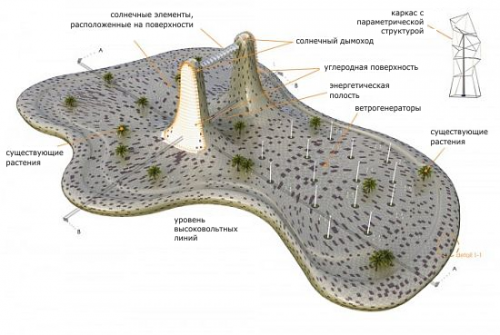 солнечные элементы,
расположенные на поверхности
каркас с
параметрической
структурой
солнечный дымоход
углеродная поверхность
энергетическая
полость
ветрогенераторы
существующие
растения
существующие
растения
уровень
высоковольтных
линий
A
B
B
A
Detail I-I